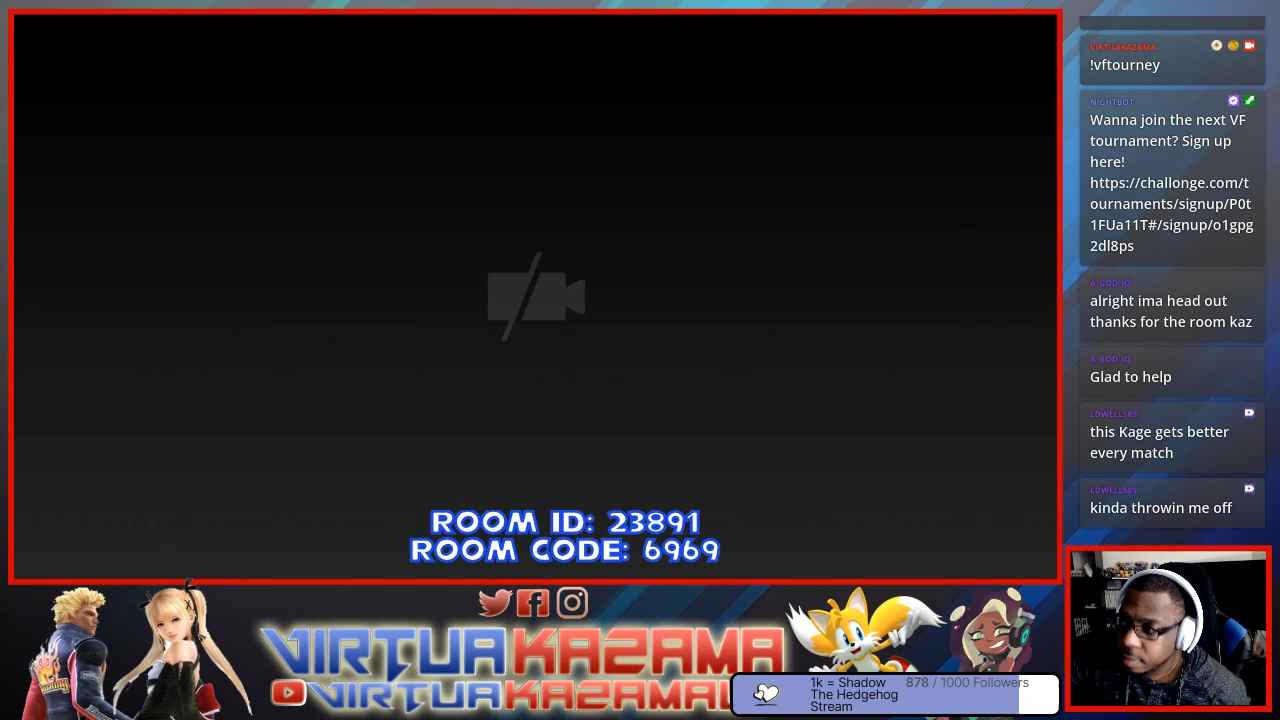 VIRTUAKAZAMA
!vftourney
NIGHTBOT
Wanna join the next VF
tournament? Sign up
here!
https://challonge.com/t
ournaments/signup/P0t
1FUa11T#/signup/o1gpg
2dl8ps
A_GOD_IO
alright ima head out
thanks for the room kaz
A_GOD_IO
Glad to help
LDWELLS89
this Kage gets better
every match
LDWELLS89
kinda throwin me off
ROOM ID: 23891
ROOM CODE: 6969
VIRTUAKAZAMA
VIRTUAKAZAMA
1k = Shadow
The Hedgehog
Stream
878 / 1000 Followers